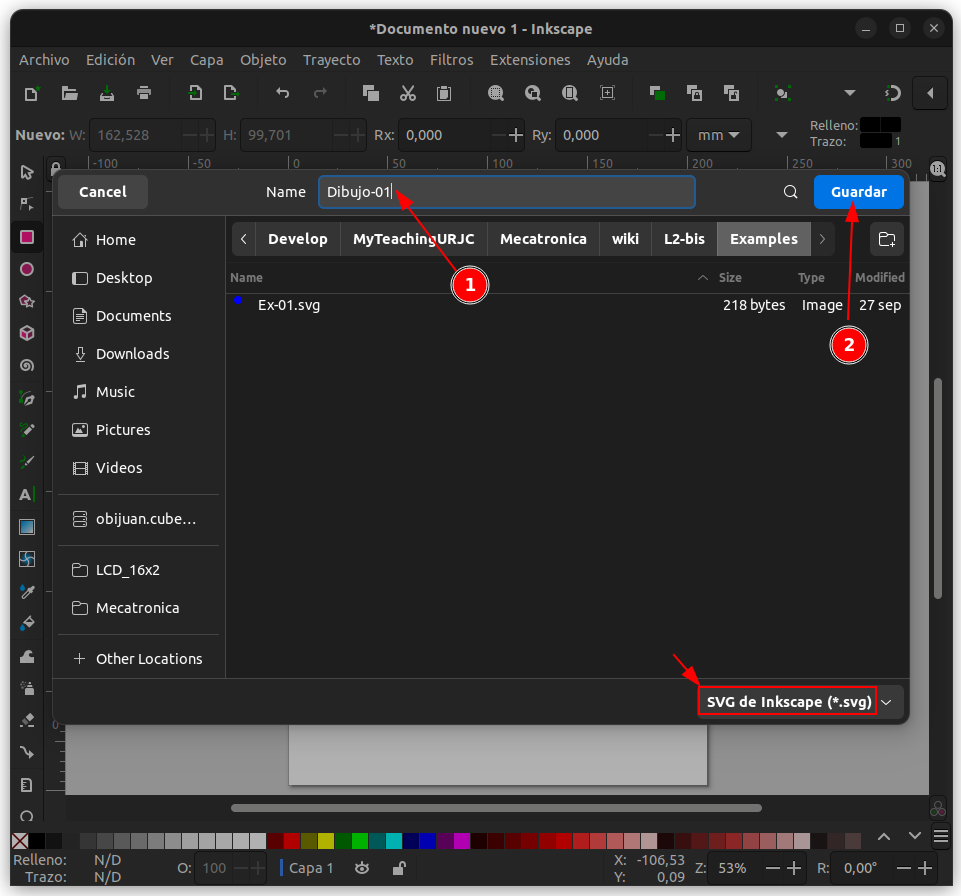 *Documento nuevo 1 - Inkscape
Archivo Edición Ver Capa Objeto Trayecto Texto Filtros Extensiones Ayuda
Nuevo: W: 162,528 H: 99,701 Rx: 0,000 Ry: 0,000 mm Relleno:
Trazo: 1
-100 -50 0 50 100 150 200 250 300 1:1
Cancel Name Dibujo-01 Guardar
Develop MyTeachingURJC Mecatronica wiki L2-bis Examples
Name Size Type Modified
Ex-01.svg 218 bytes Image 27 sep
1
2
Home
Desktop
Documents
Downloads
Music
Pictures
Videos
obijuan.cube…
LCD_16x2
Mecatronica
Other Locations
SVG de Inkscape (*.svg)
0
Relleno: N/D
Trazo: N/D
O: 100 Capa 1
X: -106,53
Y: 0,09
Z: 53% R: 0,00°